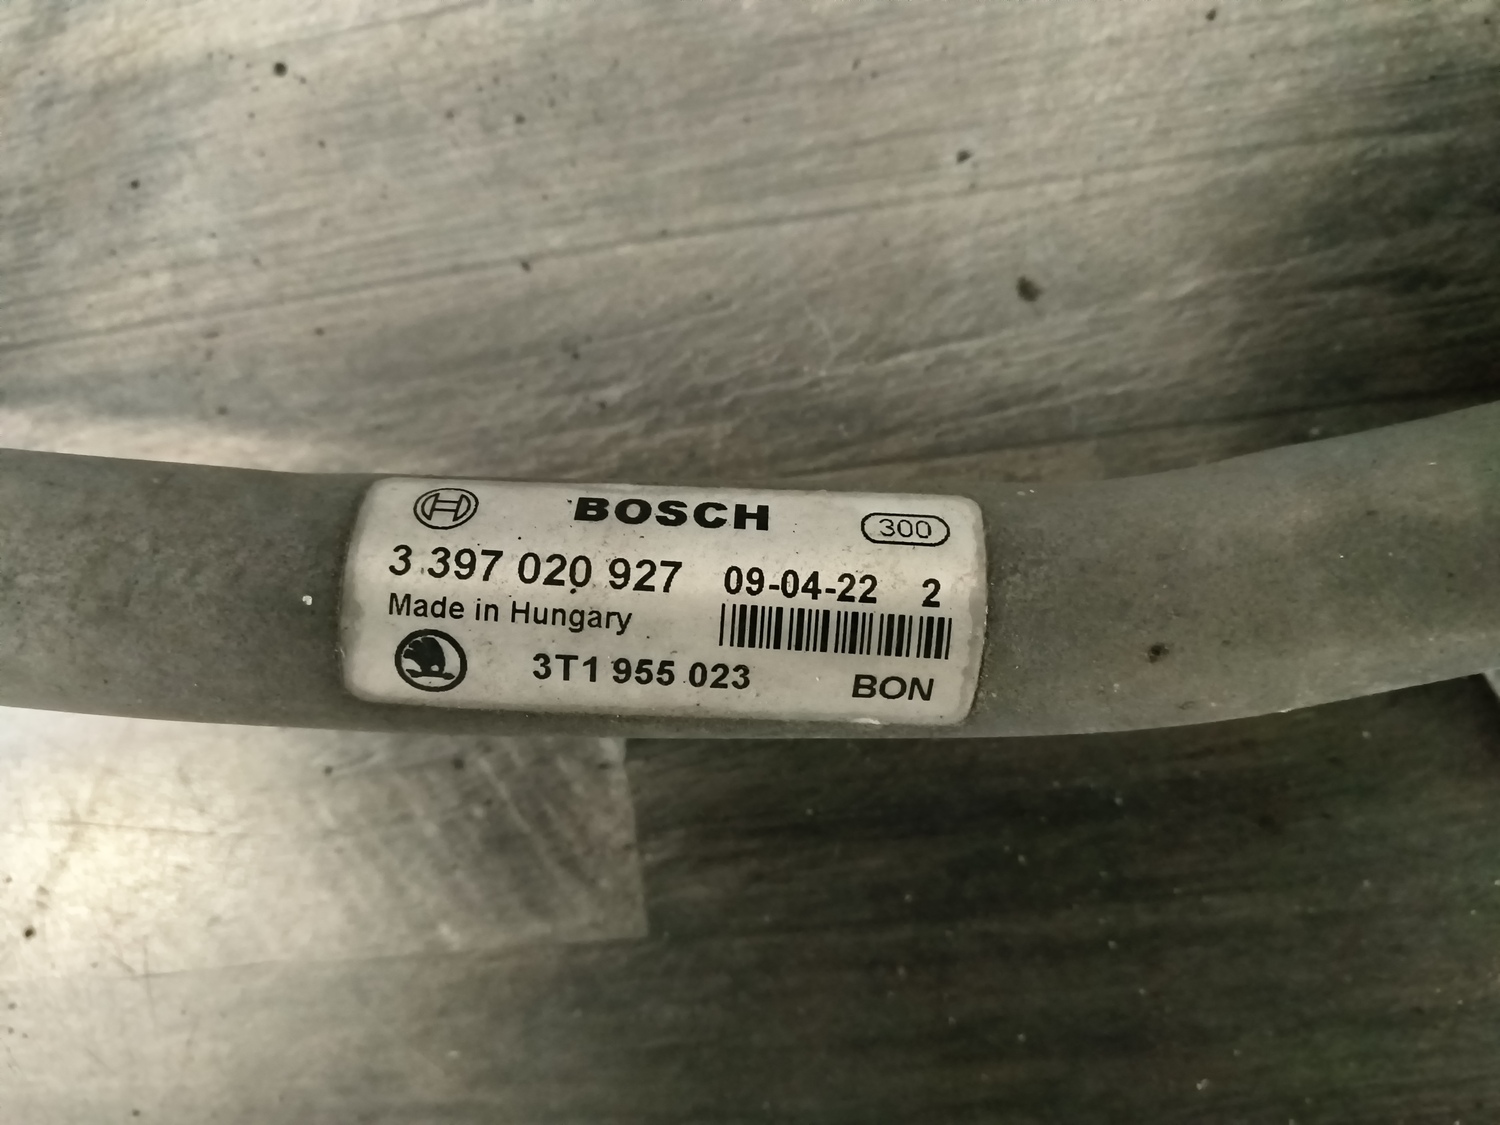 BOSCH 300
3 397 020 927 09-04-22 2
Made in Hungary
3T1 955 023 BON